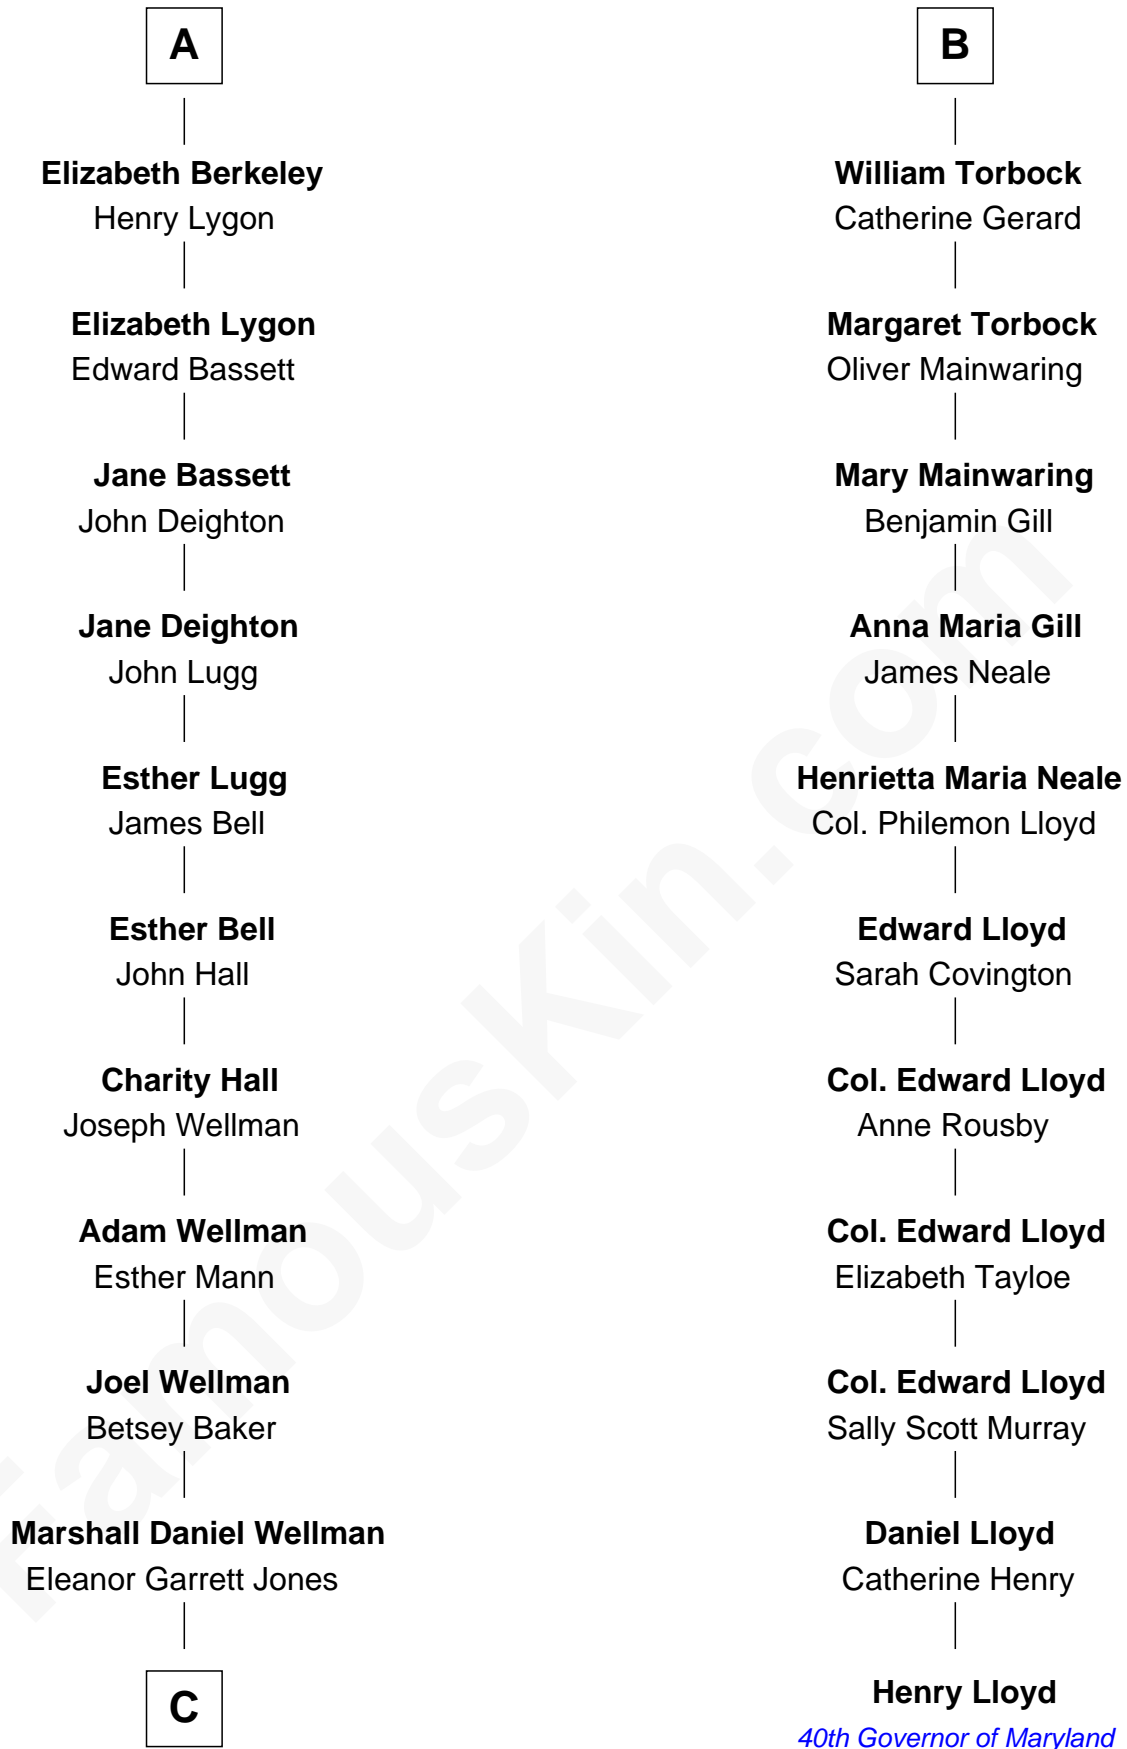 A
Elizabeth Berkeley
Henry Lygon
Elizabeth Lygon
Edward Bassett
Jane Bassett
John Deighton
Jane Deighton
John Lugg
Esther Lugg
James Bell
Esther Bell
John Hall
Charity Hall
Joseph Wellman
Adam Wellman
Esther Mann
Joel Wellman
Betsey Baker
Marshall Daniel Wellman
Eleanor Garrett Jones
C
B
William Torbock
Catherine Gerard
Margaret Torbock
Oliver Mainwaring
Mary Mainwaring
Benjamin Gill
Anna Maria Gill
James Neale
Henrietta Maria Neale
Col. Philemon Lloyd
Edward Lloyd
Sarah Covington
Col. Edward Lloyd
Anne Rousby
Col. Edward Lloyd
Elizabeth Tayloe
Col. Edward Lloyd
Sally Scott Murray
Daniel Lloyd
Catherine Henry
Henry Lloyd
40th Governor of Maryland
FamousKin.com